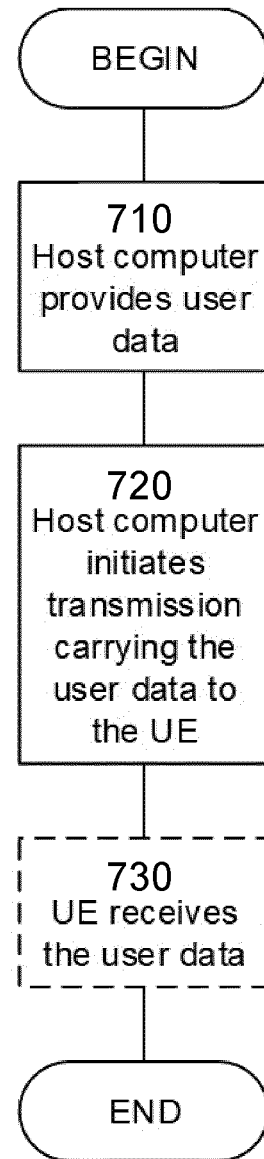 BEGIN
710
Host computer
provides user
data
720
Host computer
initiates
transmission
carrying the
user data to
the UE
730
UE receives
the user data
END